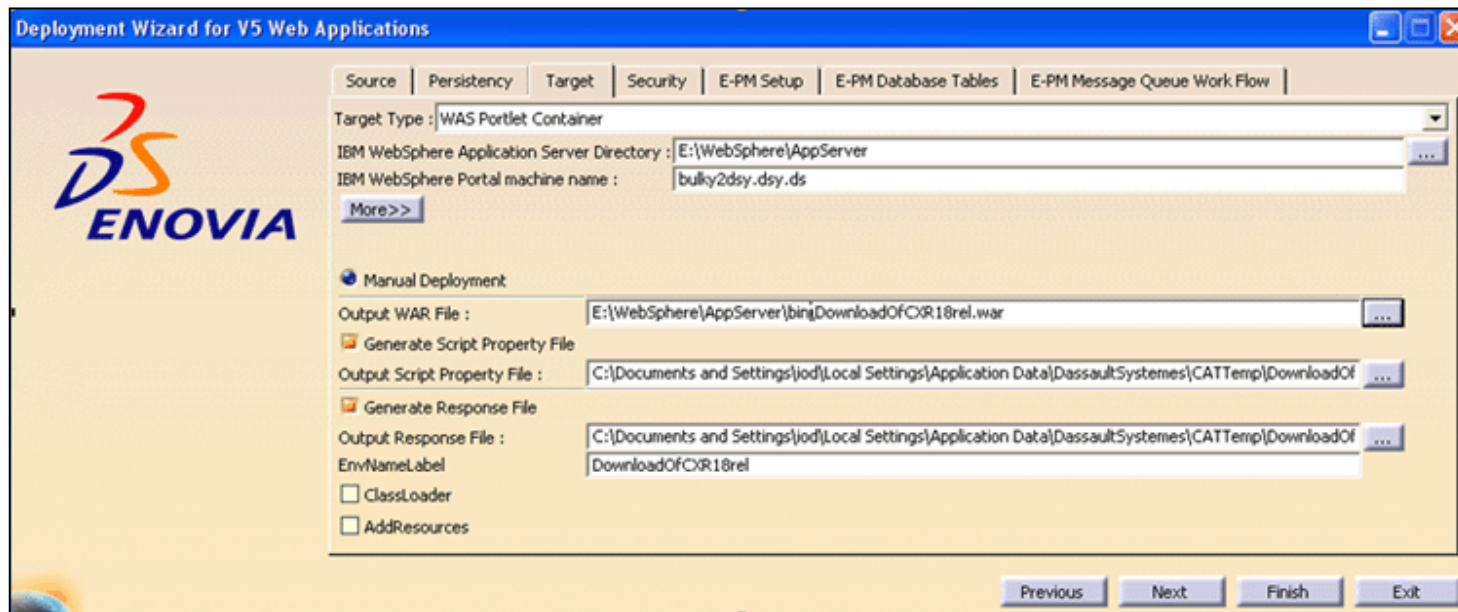 Deployment Wizard for V5 Web Applications
Source Persistency Target Security E-PM Setup E-PM Database Tables E-PM Message Queue Work Flow
Target Type : WAS Portlet Container
IBM WebSphere Application Server Directory : E:\WebSphere\AppServer ...
IBM WebSphere Portal machine name : bulky2dsy.dsy.ds
More>>
DS
ENOVIA
Manual Deployment
Output WAR File : E:\WebSphere\AppServer\bin\DownloadOfCXR18rel.war ...
Generate Script Property File
Output Script Property File : C:\Documents and Settings\iod\Local Settings\Application Data\DassaultSystemes\CATTemp\DownloadOf ...
Generate Response File
Output Response File : C:\Documents and Settings\iod\Local Settings\Application Data\DassaultSystemes\CATTemp\DownloadOf ...
EnvNameLabel DownloadOfCXR18rel
ClassLoader
AddResources
Previous Next Finish Exit